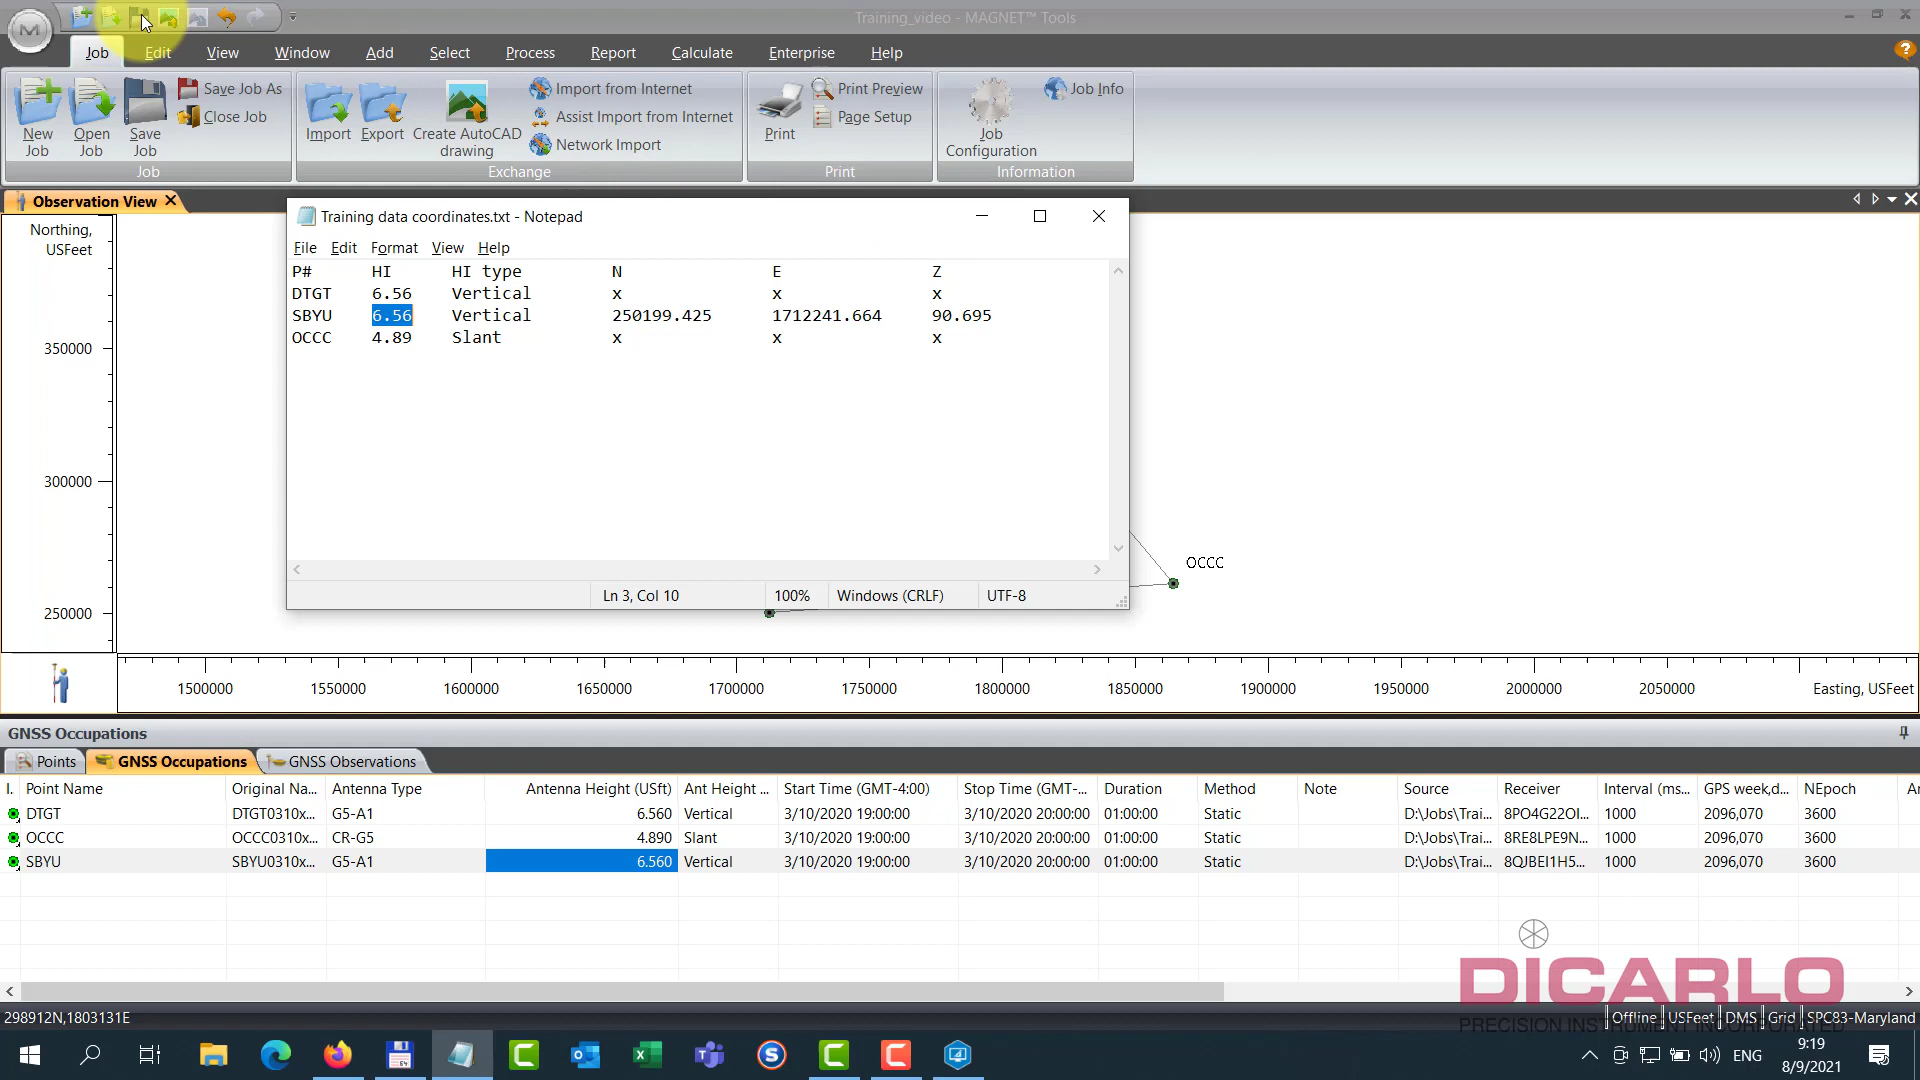 Training_video - MAGNET™ Tools
Job Edit View Window Add Select Process Report Calculate Enterprise Help
New Job
Open Job
Save Job
Save Job As
Close Job
Job
Import
Export
Create AutoCAD drawing
Import from Internet
Assist Import from Internet
Network Import
Exchange
Print
Print Preview
Page Setup
Print
Job Configuration
Job Info
Information
Observation View
Northing, USFeet
350000
300000
250000
Training data coordinates.txt - Notepad
File Edit Format View Help
P# HI HI type N E Z
DTGT 6.56 Vertical x x x
SBYU 6.56 Vertical 250199.425 1712241.664 90.695
OCCC 4.89 Slant x x x
Ln 3, Col 10 100% Windows (CRLF) UTF-8
OCCC
1500000 1550000 1600000 1650000 1700000 1750000 1800000 1850000 1900000 1950000 2000000 2050000 Easting, USFeet
GNSS Occupations
Points GNSS Occupations GNSS Observations
I. Point Name Original Na... Antenna Type Antenna Height (USft) Ant Height ... Start Time (GMT-4:00) Stop Time (GMT-... Duration Method Note Source Receiver Interval (ms... GPS week,d... NEpoch
DTGT DTGT0310x... G5-A1 6.560 Vertical 3/10/2020 19:00:00 3/10/2020 20:00:00 01:00:00 Static D:\Jobs\Trai... 8PO4G22OI... 1000 2096,070 3600
OCCC OCCC0310x... CR-G5 4.890 Slant 3/10/2020 19:00:00 3/10/2020 20:00:00 01:00:00 Static D:\Jobs\Trai... 8RE8LPE9N... 1000 2096,070 3600
SBYU SBYU0310x... G5-A1 6.560 Vertical 3/10/2020 19:00:00 3/10/2020 20:00:00 01:00:00 Static D:\Jobs\Trai... 8QJBEI1H5... 1000 2096,070 3600
DICARLO
PRECISION INSTRUMENT INCORPORATED
298912N,1803131E
Offline USFeet DMS Grid SPC83-Maryland
ENG
9:19
8/9/2021